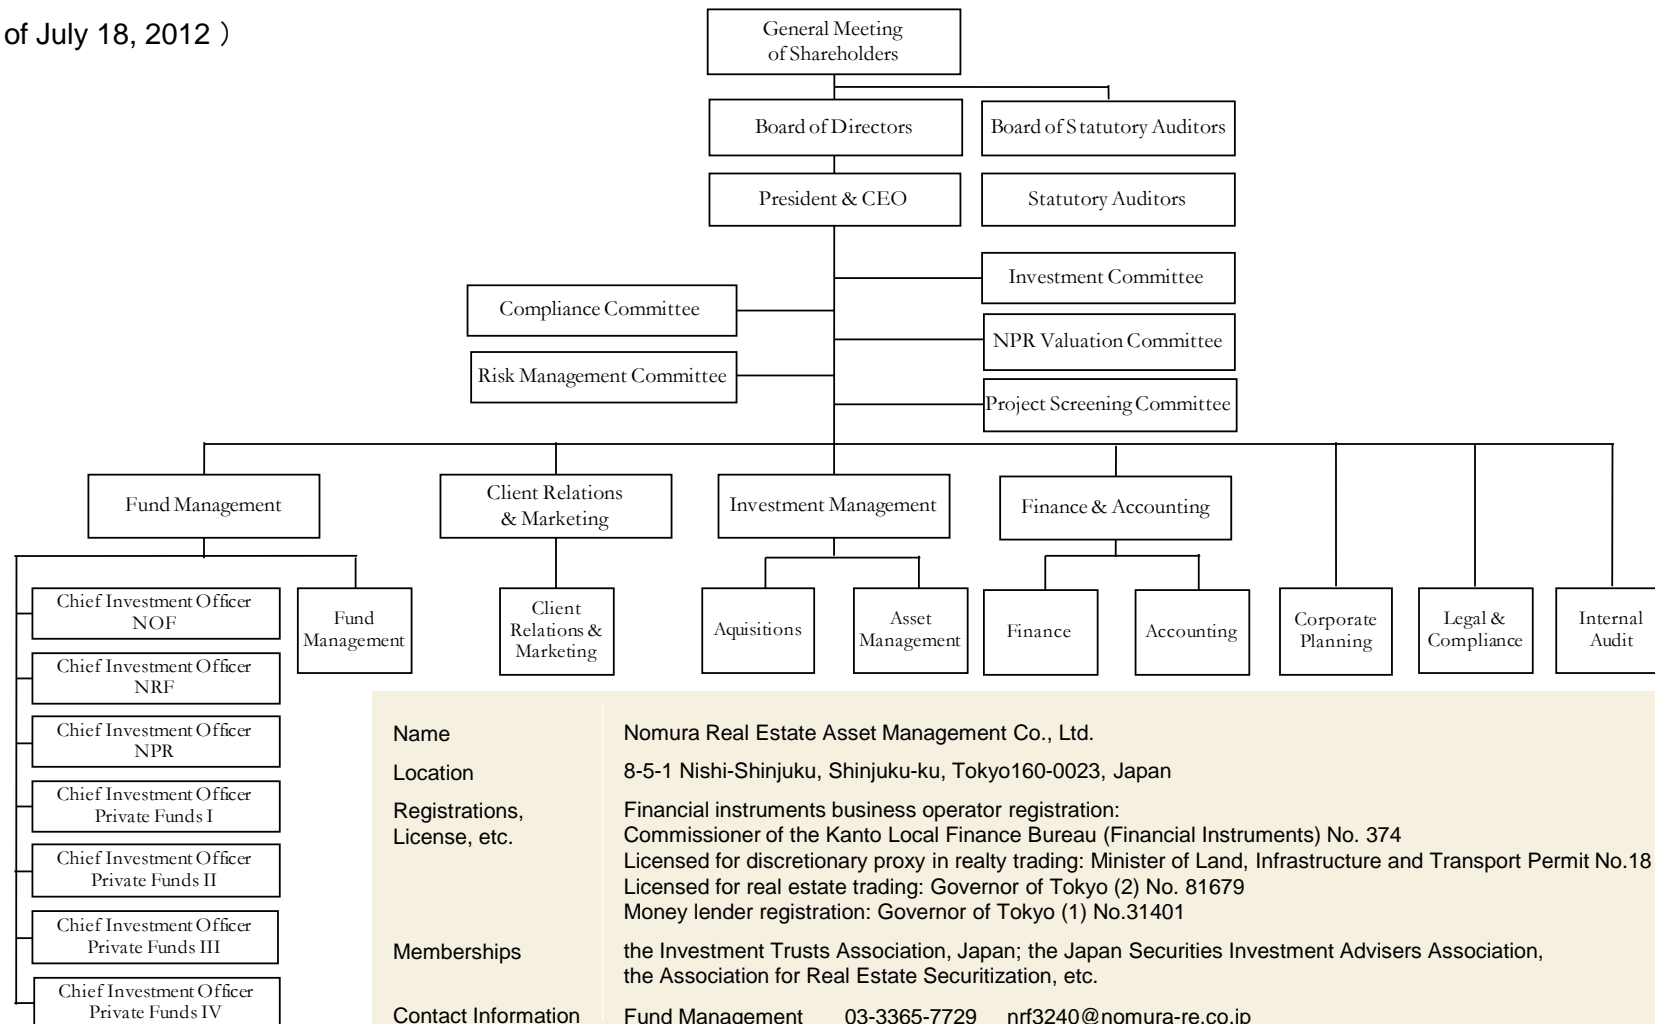 of July 18, 2012 ）
General Meeting
of Shareholders
Board of Directors
Board of Statutory Auditors
President & CEO
Statutory Auditors
Investment Committee
Compliance Committee
NPR Valuation Committee
Risk Management Committee
Project Screening Committee
Fund Management
Client Relations
& Marketing
Investment Management
Finance & Accounting
Chief Investment Officer
NOF
Chief Investment Officer
NRF
Chief Investment Officer
NPR
Chief Investment Officer
Private Funds I
Chief Investment Officer
Private Funds II
Chief Investment Officer
Private Funds III
Chief Investment Officer
Private Funds IV
Fund
Management
Client
Relations &
Marketing
Aquisitions
Asset
Management
Finance
Accounting
Corporate
Planning
Legal &
Compliance
Internal
Audit
Name
Nomura Real Estate Asset Management Co., Ltd.
Location
8-5-1 Nishi-Shinjuku, Shinjuku-ku, Tokyo160-0023, Japan
Registrations,
License, etc.
Financial instruments business operator registration:
Commissioner of the Kanto Local Finance Bureau (Financial Instruments) No. 374
Licensed for discretionary proxy in realty trading: Minister of Land, Infrastructure and Transport Permit No.18
Licensed for real estate trading: Governor of Tokyo (2) No. 81679
Money lender registration: Governor of Tokyo (1) No.31401
Memberships
the Investment Trusts Association, Japan; the Japan Securities Investment Advisers Association,
the Association for Real Estate Securitization, etc.
Contact Information
Fund Management 03-3365-7729 nrf3240@nomura-re.co.jp